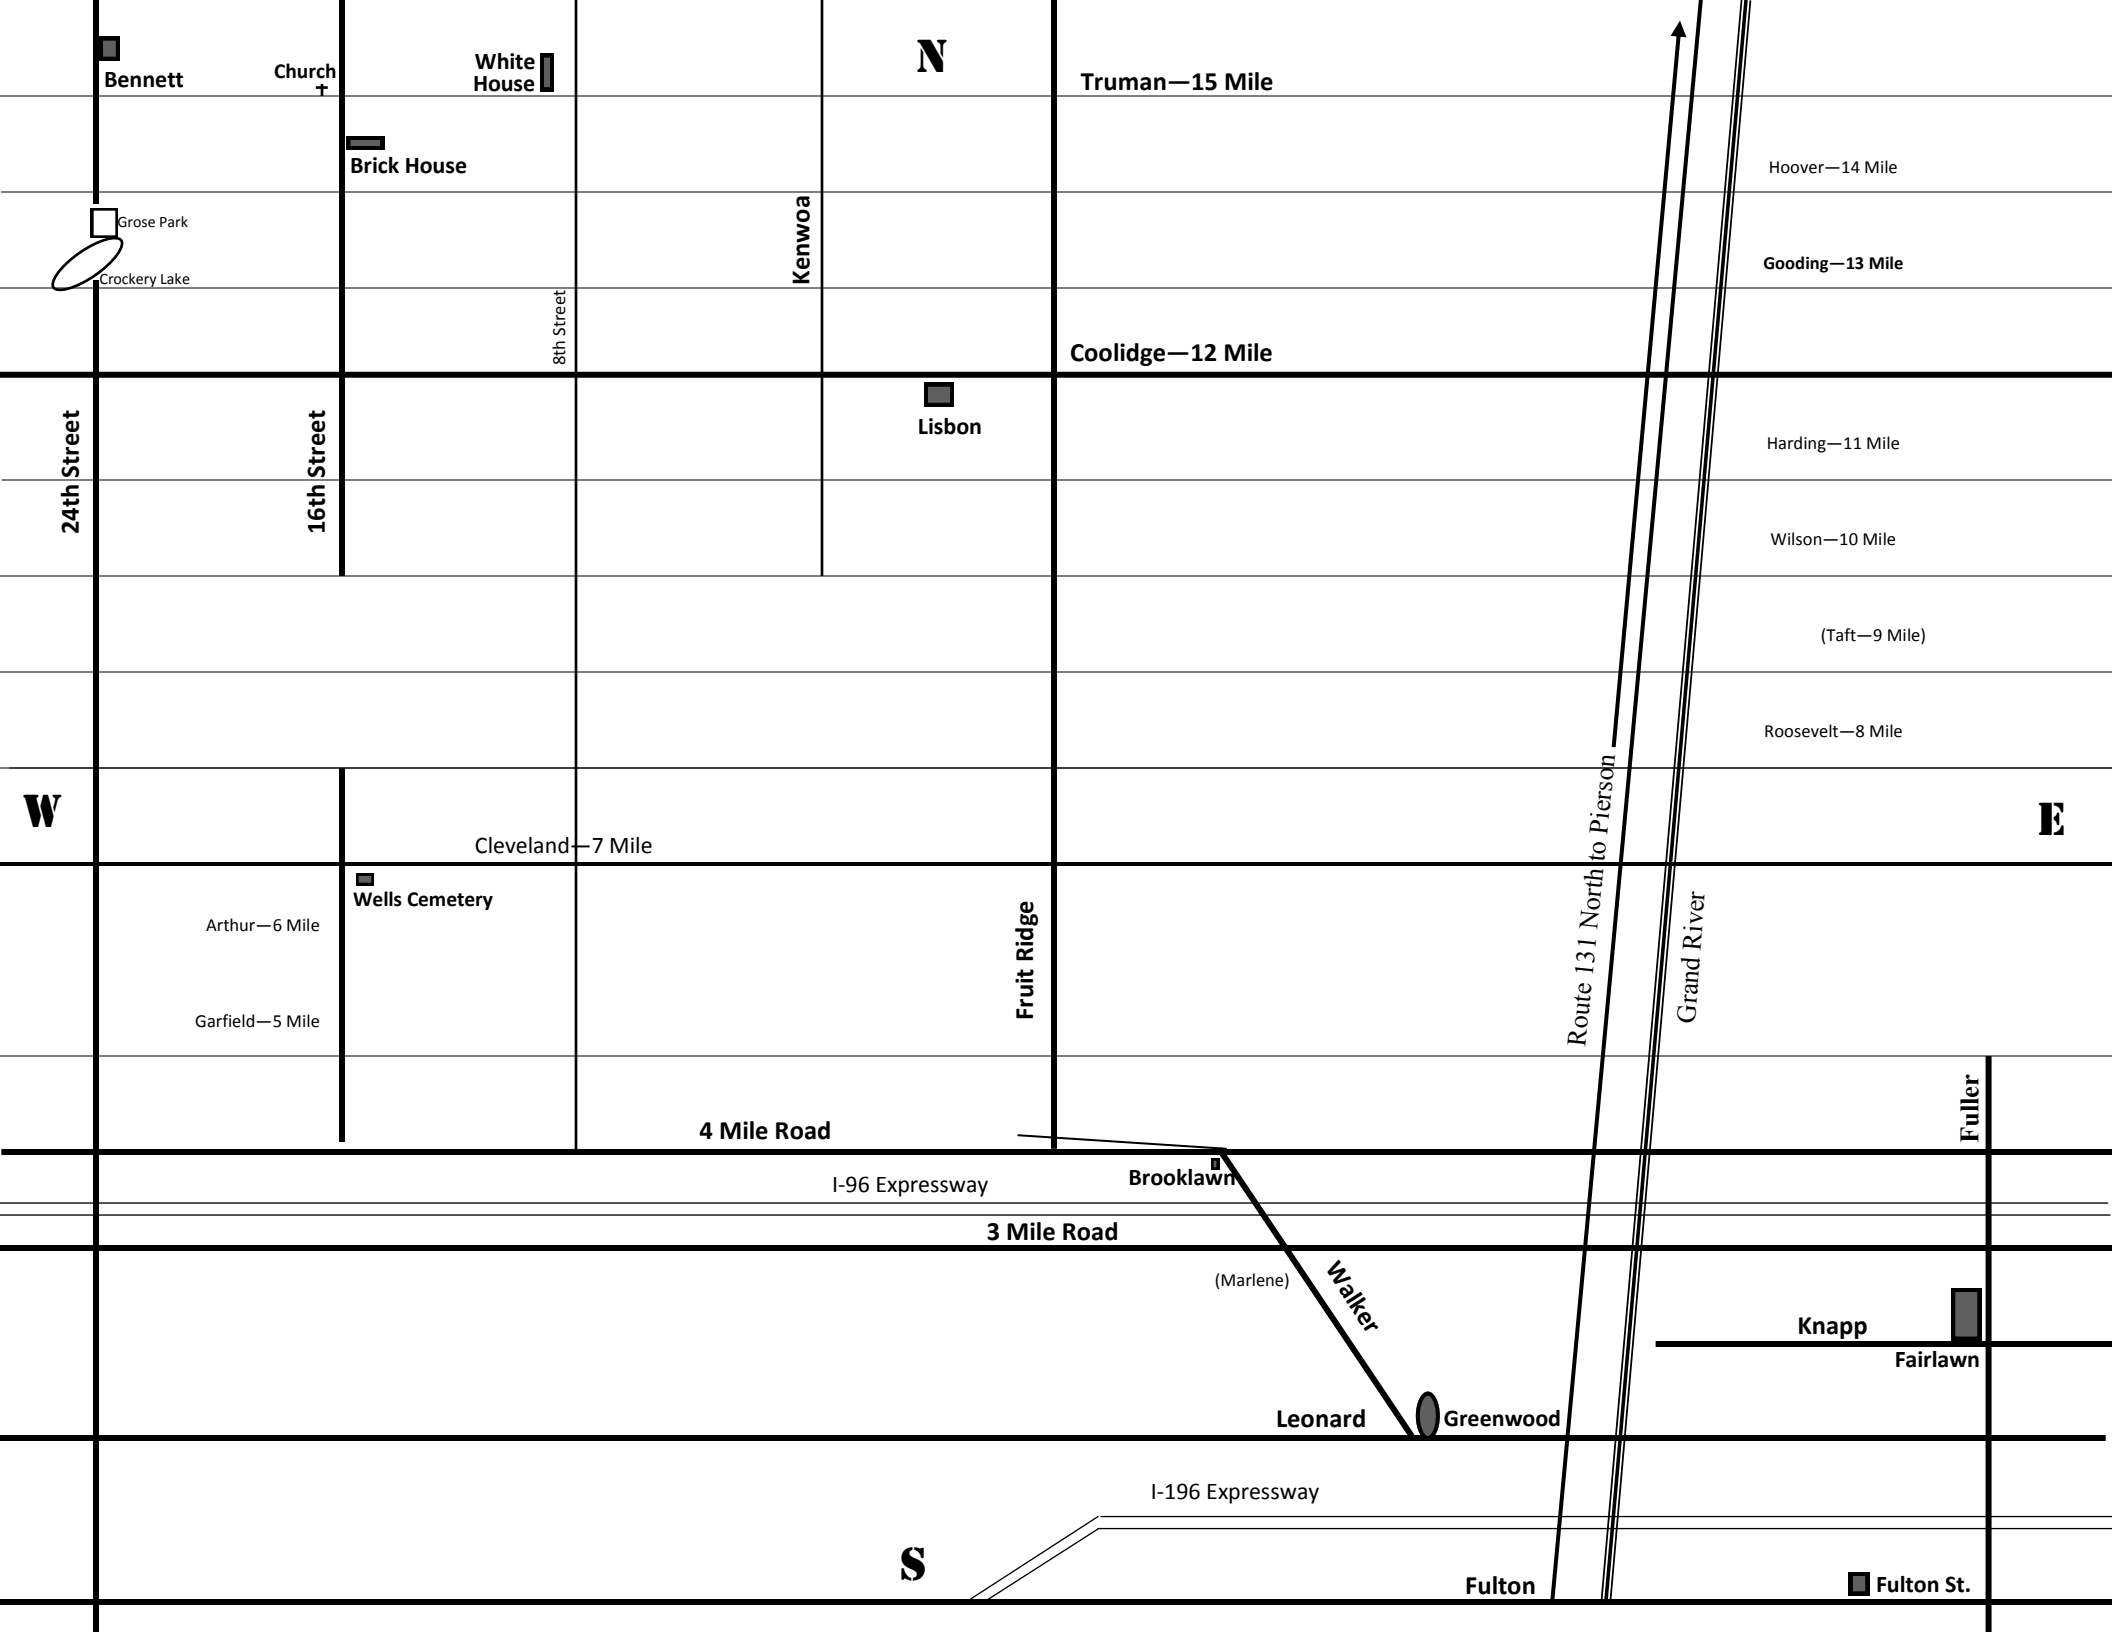 N
White
House
Church
Bennett
Truman—15 Mile
Brick House
Hoover—14 Mile
Grose Park
Kenwoa
Gooding—13 Mile
Crockery Lake
8th Street
Coolidge—12 Mile
Lisbon
24th Street
16th Street
Harding—11 Mile
Wilson—10 Mile
(Taft—9 Mile)
Roosevelt—8 Mile
W
E
Cleveland—7 Mile
Wells Cemetery
Arthur—6 Mile
Fruit Ridge
Route 131 North to Pierson
Grand River
Garfield—5 Mile
Fuller
4 Mile Road
Brooklawn
I-96 Expressway
3 Mile Road
(Marlene)
Walker
Knapp
Fairlawn
Leonard
Greenwood
I-196 Expressway
S
Fulton
Fulton St.